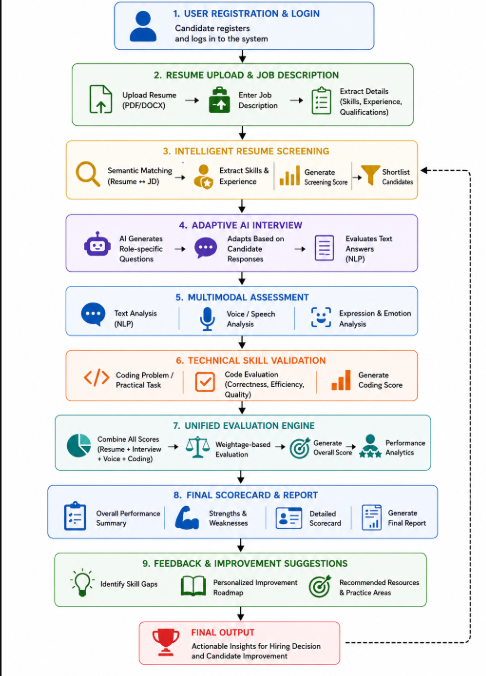 1. USER REGISTRATION & LOGIN
Candidate registers
and logs in to the system
2. RESUME UPLOAD & JOB DESCRIPTION
Upload Resume
(PDF/DOCX)
Enter Job
Description
Extract Details
(Skills, Experience,
Qualifications)
3. INTELLIGENT RESUME SCREENING
Semantic Matching
(Resume ↔ JD)
Extract Skills &
Experience
Generate
Screening Score
Shortlist
Candidates
4. ADAPTIVE AI INTERVIEW
AI Generates
Role-specific
Questions
Adapts Based on
Candidate
Responses
Evaluates Text
Answers
(NLP)
5. MULTIMODAL ASSESSMENT
Text Analysis
(NLP)
Voice / Speech
Analysis
Expression & Emotion
Analysis
6. TECHNICAL SKILL VALIDATION
Coding Problem /
Practical Task
Code Evaluation
(Correctness, Efficiency,
Quality)
Generate
Coding Score
7. UNIFIED EVALUATION ENGINE
Combine All Scores
(Resume + Interview
+ Voice + Coding)
Weightage-based
Evaluation
Generate
Overall Score
Performance
Analytics
8. FINAL SCORECARD & REPORT
Overall Performance
Summary
Strengths &
Weaknesses
Detailed
Scorecard
Generate
Final Report
9. FEEDBACK & IMPROVEMENT SUGGESTIONS
Identify Skill Gaps
Personalized Improvement
Roadmap
Recommended Resources
& Practice Areas
FINAL OUTPUT
Actionable Insights for Hiring Decision
and Candidate Improvement